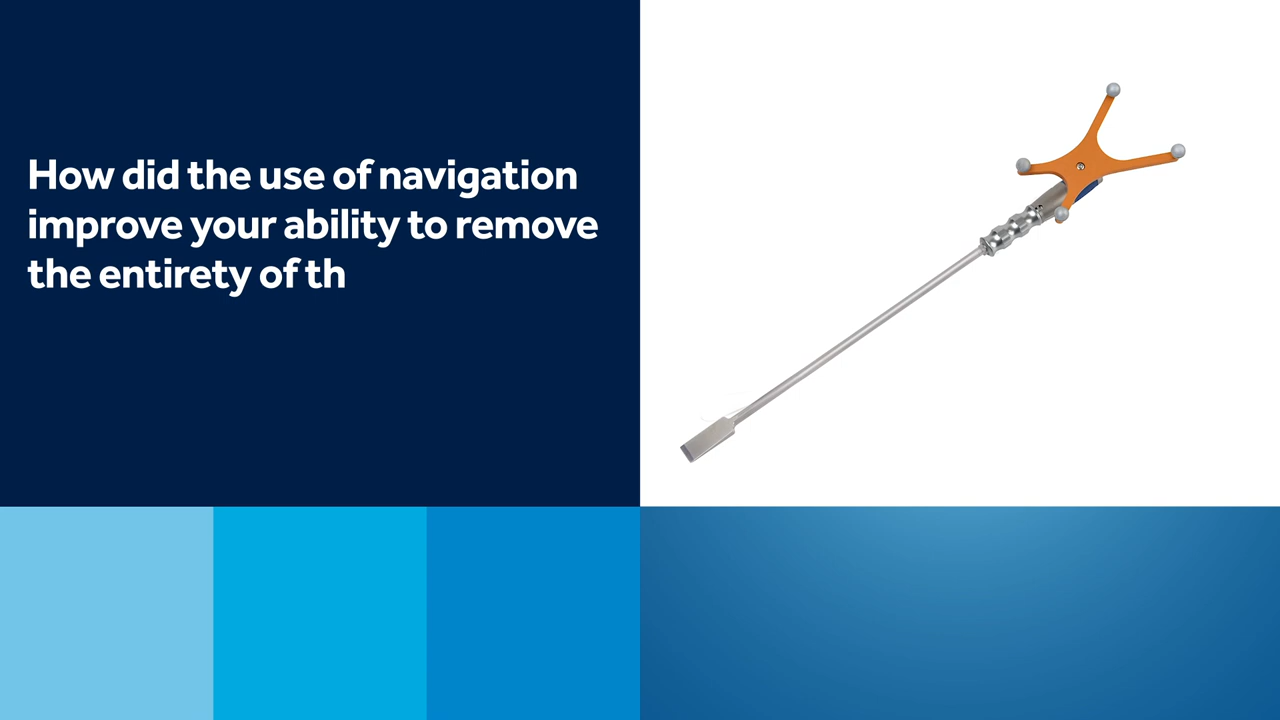 How did the use of navigation
improve your ability to remove
the entirety of th